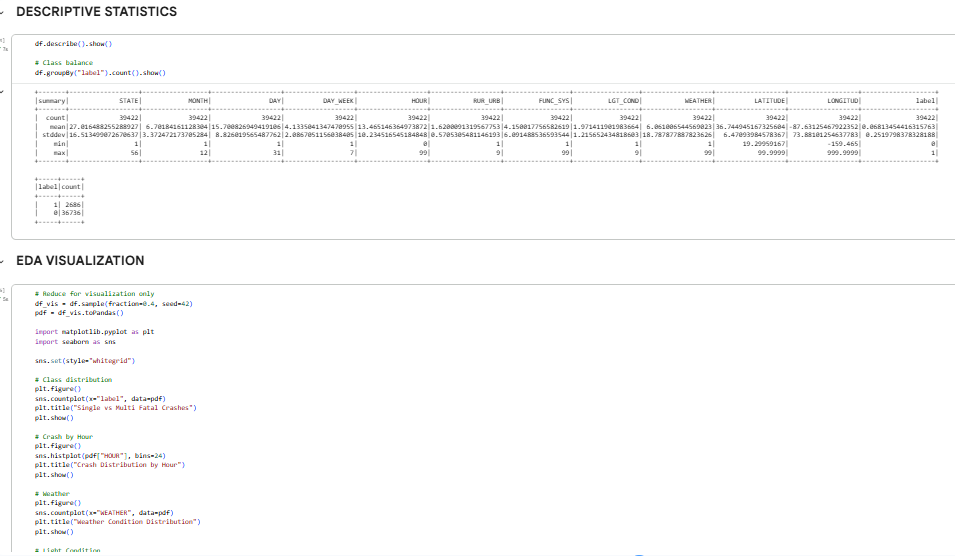 DESCRIPTIVE STATISTICS
df.describe().show()
# Class balance
df.groupBy("label").count().show()
|summary| STATE| MONTH| DAY| DAY_WEEK| HOUR| RUR_URB| FUNC_SYS| LGT_COND| WEATHER| LATITUDE| LONGITUD| label|
| count| 39422| 39422| 39422| 39422| 39422| 39422| 39422| 39422| 39422| 39422| 39422| 39422|
| mean|27.016488255288927| 6.70184161128304|15.700826949419106|4.1335041347470955|13.465146364973872|1.6200091319567753|4.150017756582619|1.971411901983664| 6.061006544569023|36.744945167325604|-87.63125467922352|0.06813454416315763|
| stddev|16.513499072670637|3.372472173705284| 8.826019565487762|2.0867051156038405|10.234516545184848|0.5705305481146193|6.091488536593544|1.215652434818603|18.787877887823626| 6.47093984578367| 73.88101254637783| 0.2519798378328188|
| min| 1| 1| 1| 1| 0| 1| 1| 1| 1| 19.29959167| -159.465| 0|
| max| 56| 12| 31| 7| 99| 9| 99| 9| 99| 99.9999| 999.9999| 1|
|label|count|
| 1| 2686|
| 0|36736|
EDA VISUALIZATION
# Reduce for visualization only
df_vis = df.sample(fraction=0.4, seed=42)
pdf = df_vis.toPandas()
import matplotlib.pyplot as plt
import seaborn as sns
sns.set(style="whitegrid")
# Class distribution
plt.figure()
sns.countplot(x="label", data=pdf)
plt.title("Single vs Multi Fatal Crashes")
plt.show()
# Crash by Hour
plt.figure()
sns.histplot(pdf["HOUR"], bins=24)
plt.title("Crash Distribution by Hour")
plt.show()
# Weather
plt.figure()
sns.countplot(x="WEATHER", data=pdf)
plt.title("Weather Condition Distribution")
plt.show()
# Light Condition